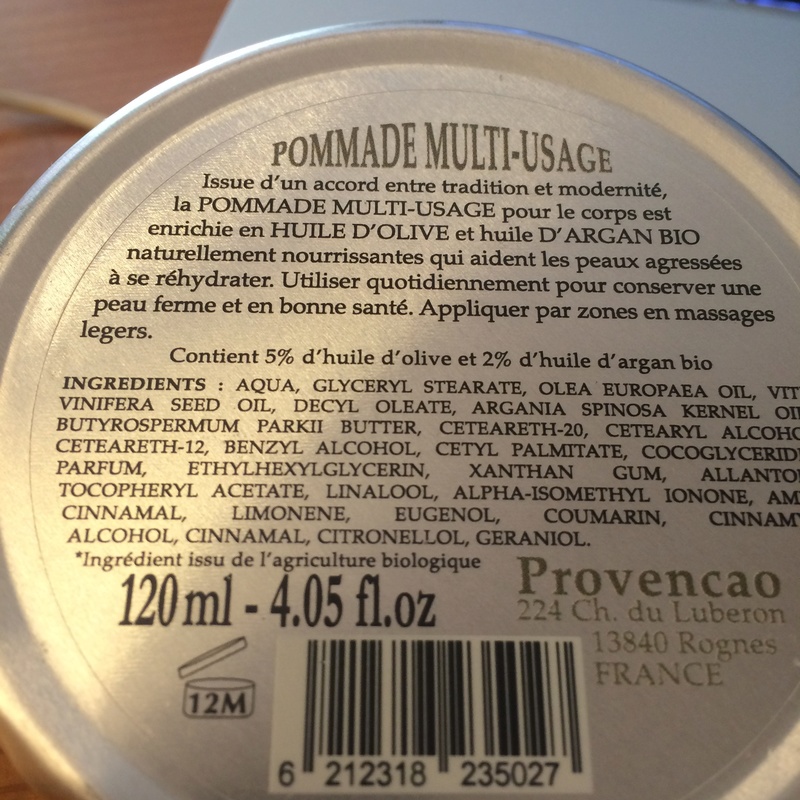 POMMADE MULTI-USAGE
Issue d'un accord entre tradition et modernité,
la POMMADE MULTI-USAGE pour le corps est
enrichie en HUILE D'OLIVE et huile D'ARGAN BIO
naturellement nourrissantes qui aident les peaux agressées
à se réhydrater. Utiliser quotidiennement pour conserver une
peau ferme et en bonne santé. Appliquer par zones en massages
legers.
Contient 5% d'huile d'olive et 2% d'huile d'argan bio
INGREDIENTS : AQUA, GLYCERYL STEARATE, OLEA EUROPAEA OIL,
VINIFERA SEED OIL, DECYL OLEATE, ARGANIA SPINOSA KERNEL
BUTYROSPERMUM PARKII BUTTER, CETEARETH-20, CETEARYL
CETEARETH-12, BENZYL ALCOHOL, CETYL PALMITATE,
PARFUM, ETHYLHEXYLGLYCERIN, XANTHAN GUM,
TOCOPHERYL ACETATE, LINALOOL, ALPHA-ISOMETHYL IONONE,
CINNAMAL, LIMONENE, EUGENOL, COUMARIN,
ALCOHOL, CINNAMAL, CITRONELLOL, GERANIOL.
*Ingrédient issu de l'agriculture biologique
120 ml - 4.05 fl.oz
Provencao
224 Ch. du Luberon
13840 Rognes
FRANCE
12M
6 212318 235027